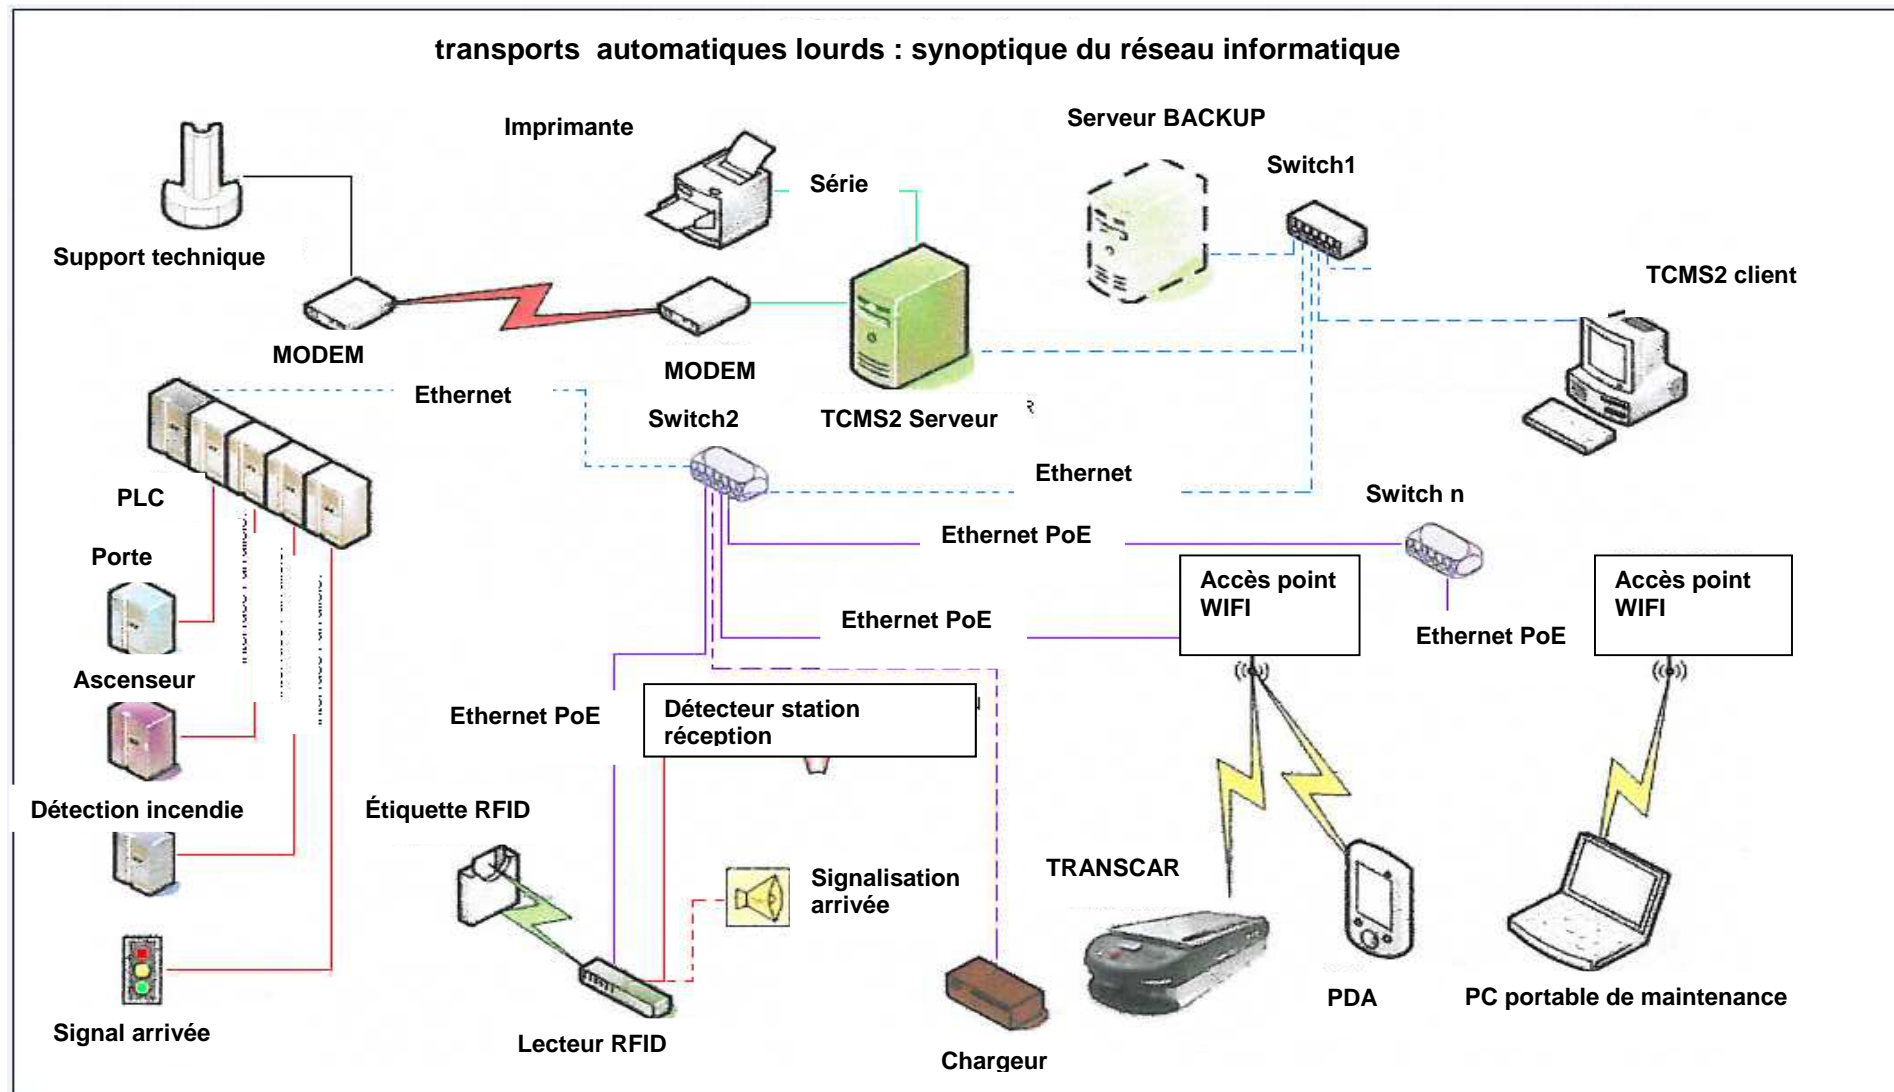 transports automatiques lourds : synoptique du réseau informatique
Imprimante
Serveur BACKUP
Switch1
Série
Support technique
TCMS2 client
MODEM
MODEM
Ethernet
Switch2
TCMS2 Serveur
R
Ethernet
PLC
Switch n
Ethernet PoE
Porte
Accès point
WIFI
Accès point
WIFI
Ethernet PoE
Ethernet PoE
Ascenseur
Ethernet PoE
Détecteur station
réception
Détection incendie
Étiquette RFID
TRANSCAR
Signalisation
arrivée
PDA
PC portable de maintenance
Signal arrivée
Lecteur RFID
Chargeur